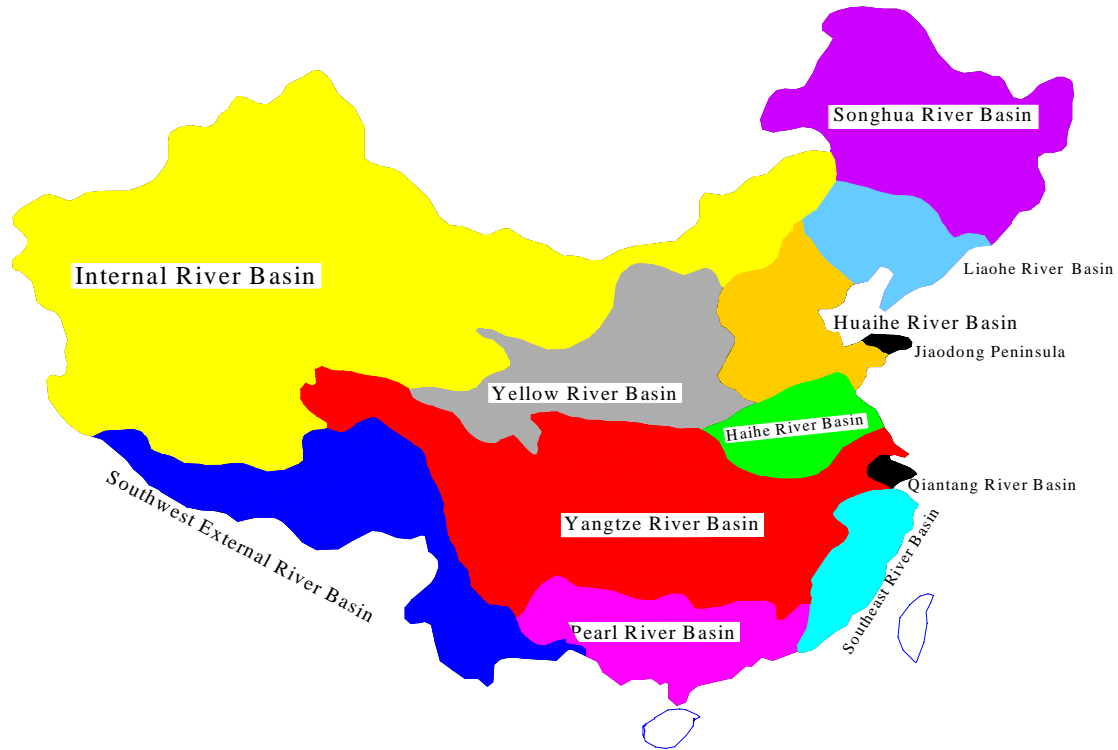 Songhua River Basin
Internal River Basin
Liaohe River Basin
Huaihe River Basin
Jiaodong Peninsula
Yellow River Basin
Haihe River Basin
Qiantang River Basin
Southwest External River Basin
Yangtze River Basin
Southeast River Basin
Pearl River Basin